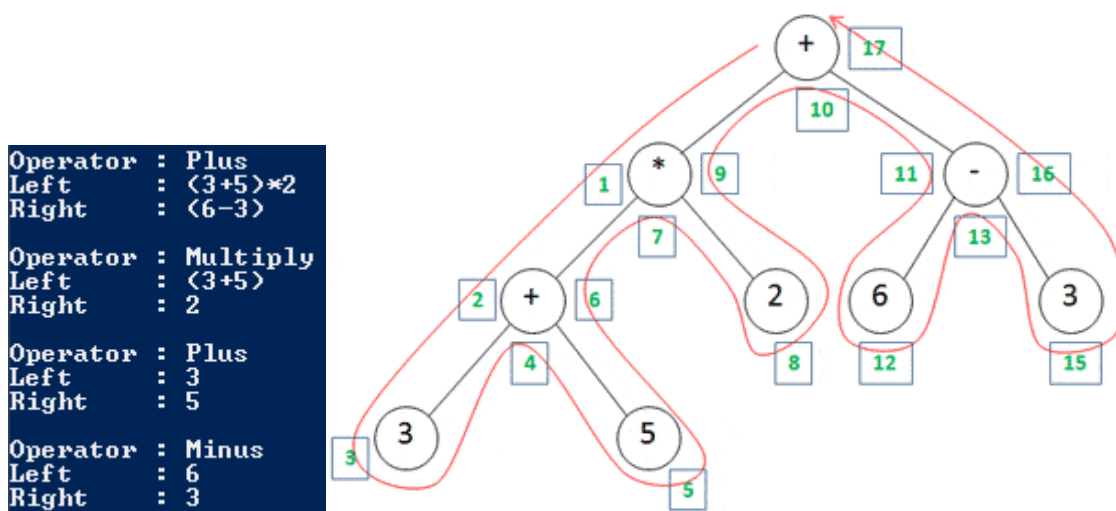 Operator : Plus
Left : (3+5)*2
Right : (6-3)
Operator : Multiply
Left : (3+5)
Right : 2
Operator : Plus
Left : 3
Right : 5
Operator : Minus
Left : 6
Right : 3
+
17
10
1
*
9
11
-
16
7
13
2
+
6
2
6
3
4
8
12
15
3
3
5
5